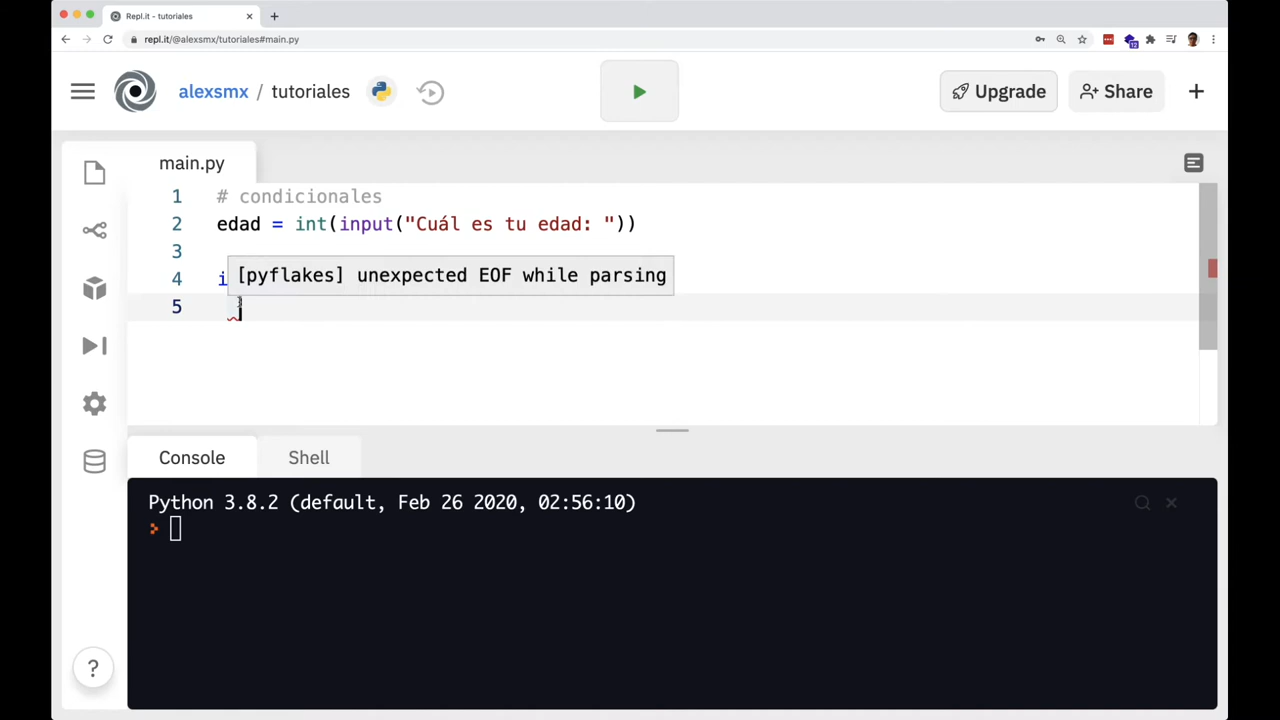 Repl.it - tutoriales
repl.it/@alexsmx/tutoriales#main.py
12
alexsmx / tutoriales
Upgrade
Share
main.py
1 # condicionales
2 edad = int(input("Cuál es tu edad: "))
3
4 i
[pyflakes] unexpected EOF while parsing
5
Console
Shell
Python 3.8.2 (default, Feb 26 2020, 02:56:10)
?